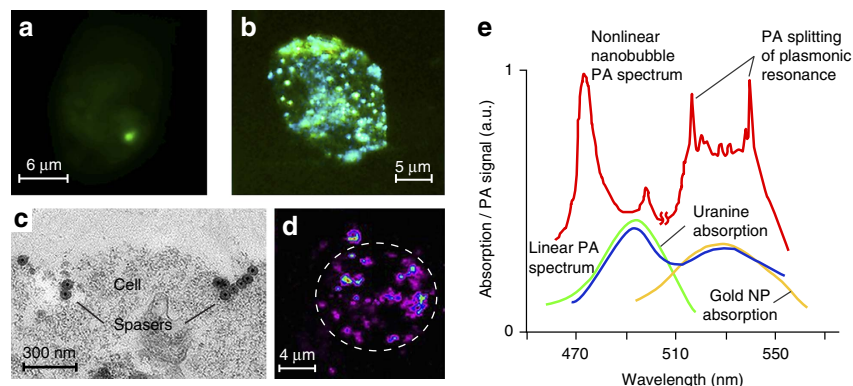 a
6 μm
b
5 μm
c
Cell
Spasers
300 nm
d
4 μm
e
Nonlinear
nanobubble
PA spectrum
PA splitting
of plasmonic
resonance
1
Absorption / PA signal (a.u.)
Uranine
absorption
Linear PA
spectrum
Gold NP
absorption
0
470
510
550
Wavelength (nm)